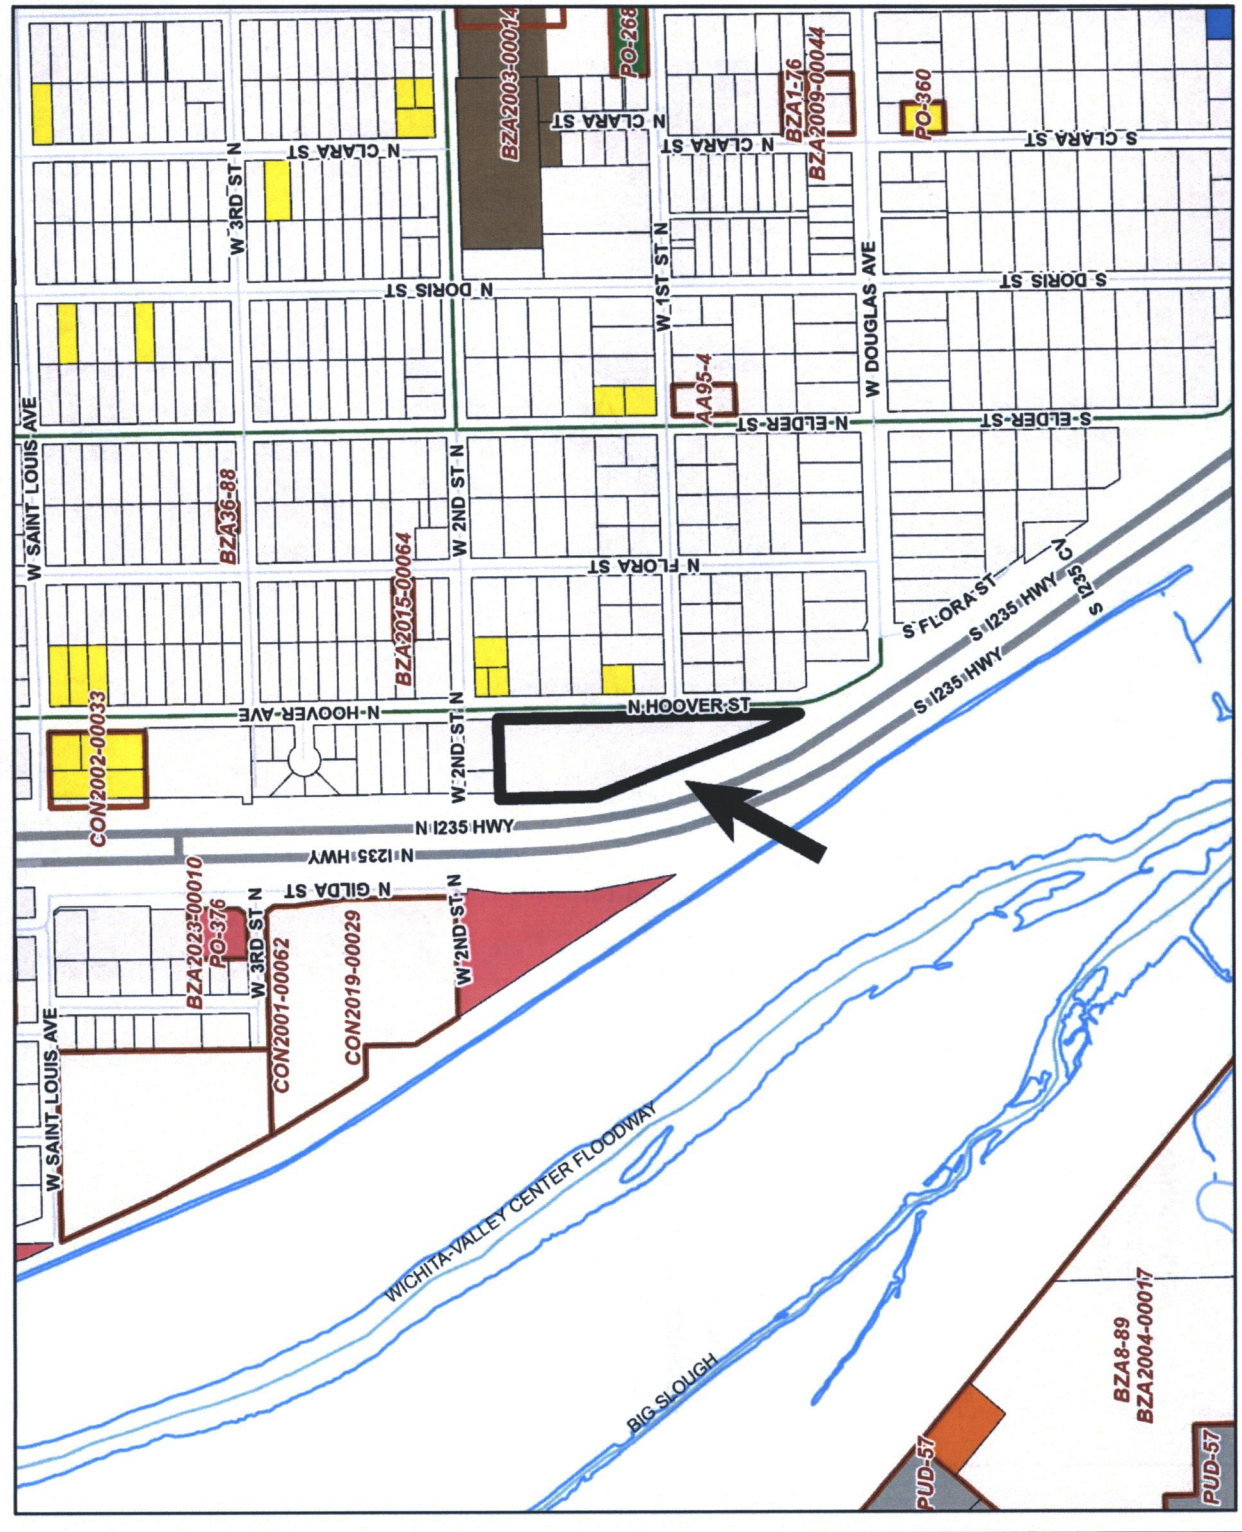 BZA2003-00014
PO-268
BZA1-76
BZA2009-00044
PO-360
N CLARA ST
N CLARA ST
N CLARA ST
S CLARA ST
W 3RD ST N
W 1ST ST N
W DOUGLAS AVE
N DORIS ST
S DORIS ST
AA95-4
W SAINT LOUIS AVE
N ELDER ST
S ELDER ST
BZA36-88
W 2ND ST N
BZA2015-00064
N FLORA ST
S I235 CV
S FLORA ST
S I235 HWY
S I235 HWY
CON2002-00033
N HOOVER AVE
W 2ND ST N
N HOOVER ST
N I235 HWY
N I235 HWY
BZA2023-00010
PO-376
N GILDA ST
W 3RD ST N
CON2001-00062
CON2019-00029
W 2ND ST N
W SAINT LOUIS AVE
WICHITA-VALLEY CENTER FLOODWAY
BIG SLOUGH
BZA8-89
BZA2004-00017
PUD-57
PUD-57